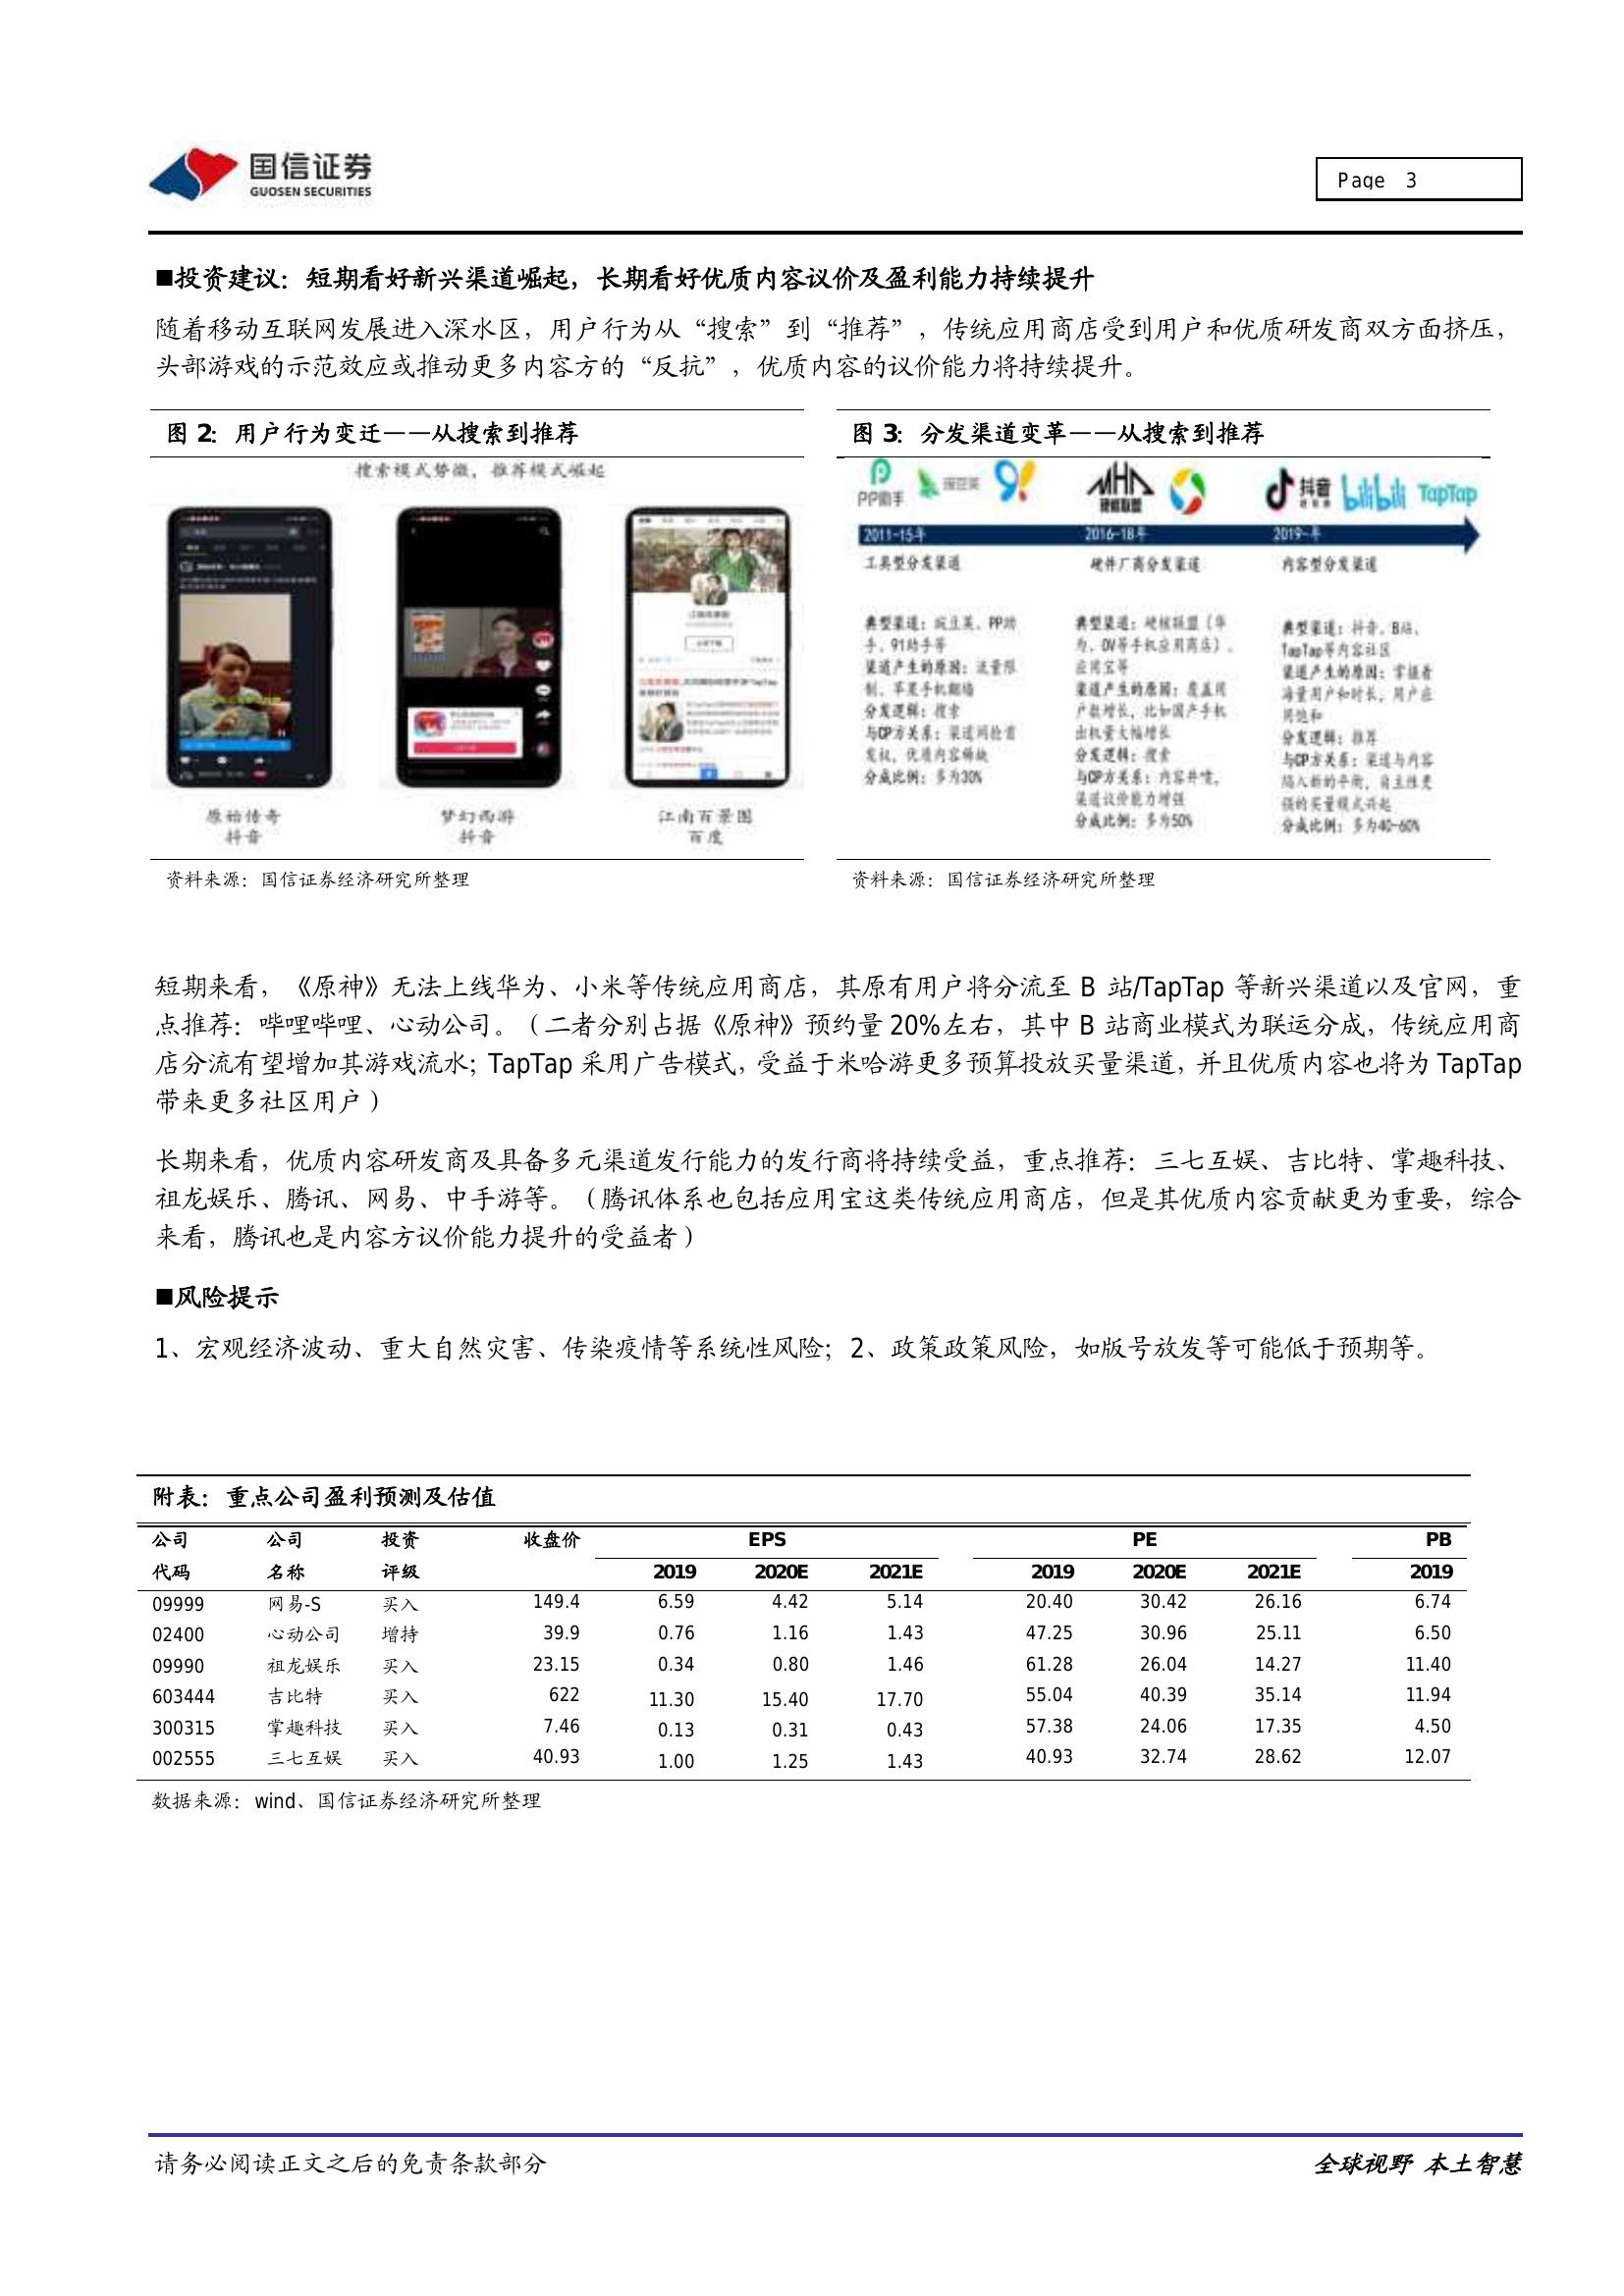 国信证券
GUOSEN SECURITIES
Page 3
■投资建议：短期看好新兴渠道崛起，长期看好优质内容议价及盈利能力持续提升
随着移动互联网发展进入深水区，用户行为从“搜索”到“推荐”，传统应用商店受到用户和优质研发商双方面挤压，
头部游戏的示范效应或推动更多内容方的“反抗”，优质内容的议价能力将持续提升。
图 2：用户行为变迁——从搜索到推荐
搜索模式势微，推荐模式崛起
原始传奇
抖音
梦幻西游
抖音
江南百景图
百度
资料来源：国信证券经济研究所整理
图 3：分发渠道变革——从搜索到推荐
PP助手
豌豆荚
硬核联盟
抖音
bilibili
TapTap
2011-15年
2016-18年
2019-年
工具型分发渠道
典型渠道：豌豆荚、PP助
手、91助手等
渠道产生的原因：流量限
制、苹果手机翻墙
分发逻辑：搜索
与CP方关系：渠道间抢首
发权，优质内容稀缺
分成比例：多为30%
硬件厂商分发渠道
典型渠道：硬核联盟（华
为、OV等手机应用商店）、
应用宝等
渠道产生的原因：覆盖用
户数增长，比如国产手机
出机量大幅增长
分发逻辑：搜索
与CP方关系：内容井喷，
渠道议价能力增强
分成比例：多为50%
内容型分发渠道
典型渠道：抖音、B站、
TapTap等内容社区
渠道产生的原因：掌握着
海量用户和时长，用户应
用饱和
分发逻辑：推荐
与CP方关系：渠道与内容
陷入新的平衡，自主性更
强的买量模式兴起
分成比例：多为40-60%
资料来源：国信证券经济研究所整理
短期来看，《原神》无法上线华为、小米等传统应用商店，其原有用户将分流至 B 站/TapTap 等新兴渠道以及官网，重
点推荐：哔哩哔哩、心动公司。（二者分别占据《原神》预约量 20%左右，其中 B 站商业模式为联运分成，传统应用商
店分流有望增加其游戏流水；TapTap 采用广告模式，受益于米哈游更多预算投放买量渠道，并且优质内容也将为 TapTap
带来更多社区用户）
长期来看，优质内容研发商及具备多元渠道发行能力的发行商将持续受益，重点推荐：三七互娱、吉比特、掌趣科技、
祖龙娱乐、腾讯、网易、中手游等。（腾讯体系也包括应用宝这类传统应用商店，但是其优质内容贡献更为重要，综合
来看，腾讯也是内容方议价能力提升的受益者）
■风险提示
1、宏观经济波动、重大自然灾害、传染疫情等系统性风险；2、政策政策风险，如版号放发等可能低于预期等。
附表：重点公司盈利预测及估值
公司 公司 投资 收盘价 EPS PE PB
代码 名称 评级 2019 2020E 2021E 2019 2020E 2021E 2019
09999 网易-S 买入 149.4 6.59 4.42 5.14 20.40 30.42 26.16 6.74
02400 心动公司 增持 39.9 0.76 1.16 1.43 47.25 30.96 25.11 6.50
09990 祖龙娱乐 买入 23.15 0.34 0.80 1.46 61.28 26.04 14.27 11.40
603444 吉比特 买入 622 11.30 15.40 17.70 55.04 40.39 35.14 11.94
300315 掌趣科技 买入 7.46 0.13 0.31 0.43 57.38 24.06 17.35 4.50
002555 三七互娱 买入 40.93 1.00 1.25 1.43 40.93 32.74 28.62 12.07
数据来源：wind、国信证券经济研究所整理
请务必阅读正文之后的免责条款部分
全球视野 本土智慧